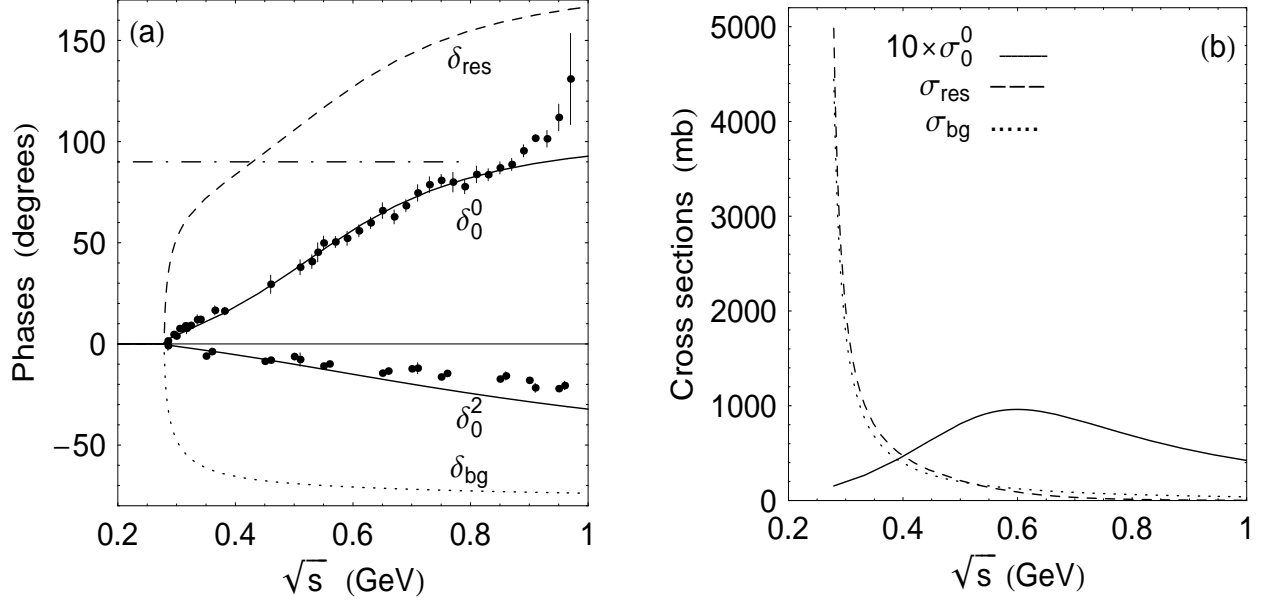 (a)
150
100
50
0
−50
0.2
0.4
0.6
0.8
1
Phases (degrees)
√s (GeV)
δres
δ⁰₀
δ²₀
δbg
(b)
5000
4000
3000
2000
1000
0
0.2
0.4
0.6
0.8
1
Cross sections (mb)
√s (GeV)
10×σ⁰₀
σres
σbg